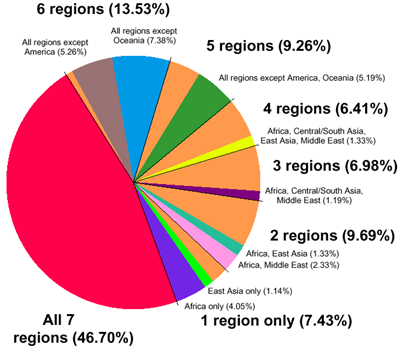 6 regions (13.53%)
All regions except
Oceania (7.38%)
All regions except
America (5.26%)
5 regions (9.26%)
All regions except America, Oceania (5.19%)
4 regions (6.41%)
Africa, Central/South Asia,
East Asia, Middle East (1.33%)
3 regions (6.98%)
Africa, Central/South Asia,
Middle East (1.19%)
2 regions (9.69%)
Africa, East Asia (1.33%)
Africa, Middle East (2.33%)
East Asia only (1.14%)
Africa only (4.05%)
1 region only (7.43%)
All 7
regions (46.70%)